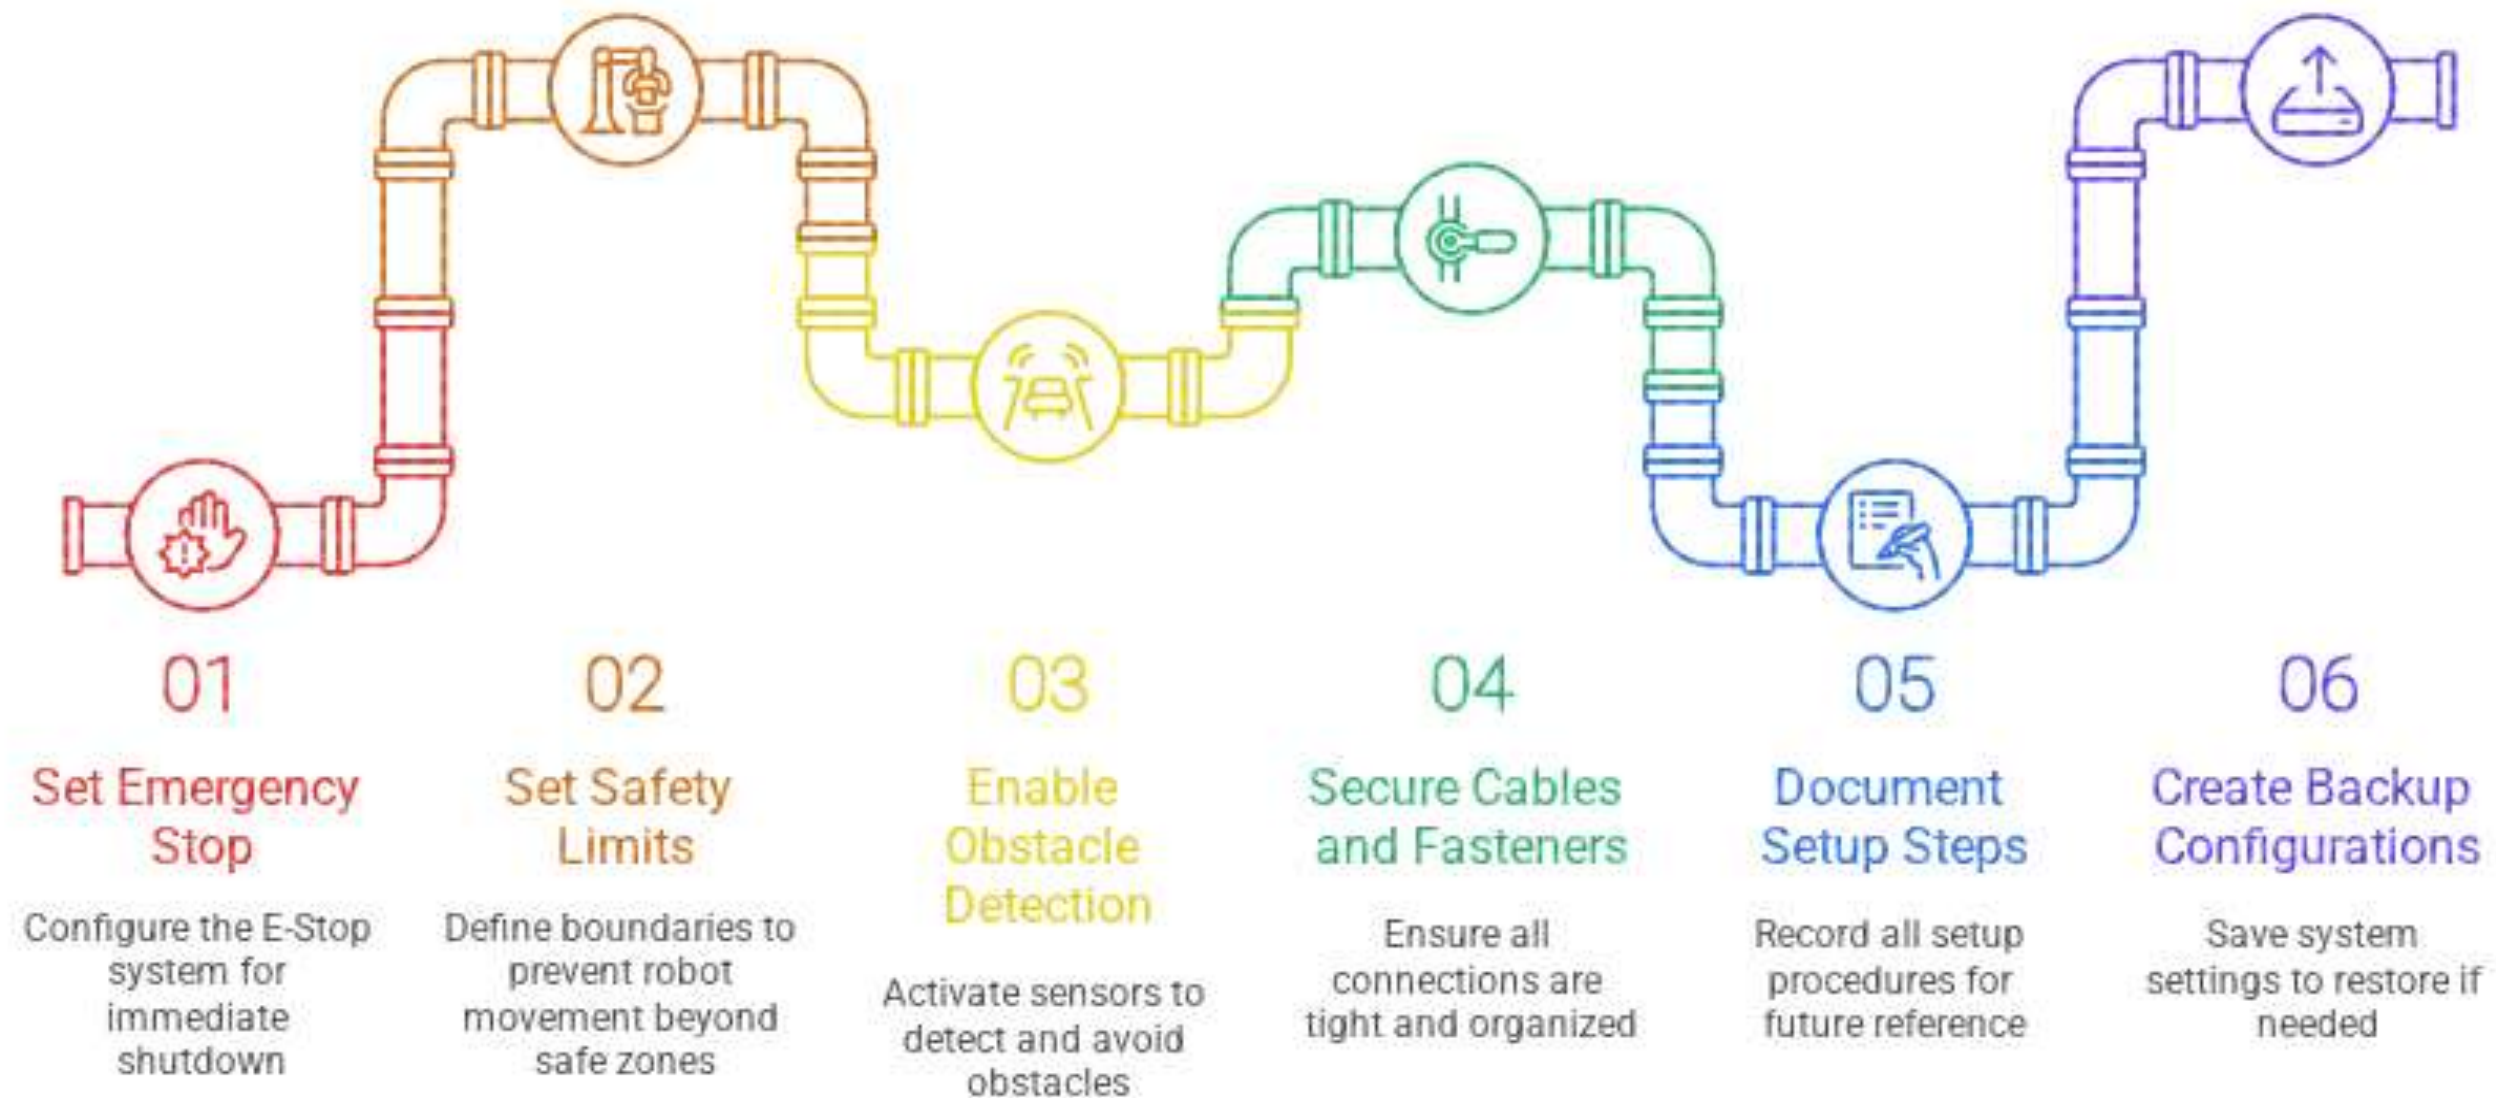 01
Set Emergency
Stop
Configure the E-Stop
system for
immediate
shutdown
02
Set Safety
Limits
Define boundaries to
prevent robot
movement beyond
safe zones
03
Enable
Obstacle
Detection
Activate sensors to
detect and avoid
obstacles
04
Secure Cables
and Fasteners
Ensure all
connections are
tight and organized
05
Document
Setup Steps
Record all setup
procedures for
future reference
06
Create Backup
Configurations
Save system
settings to restore if
needed